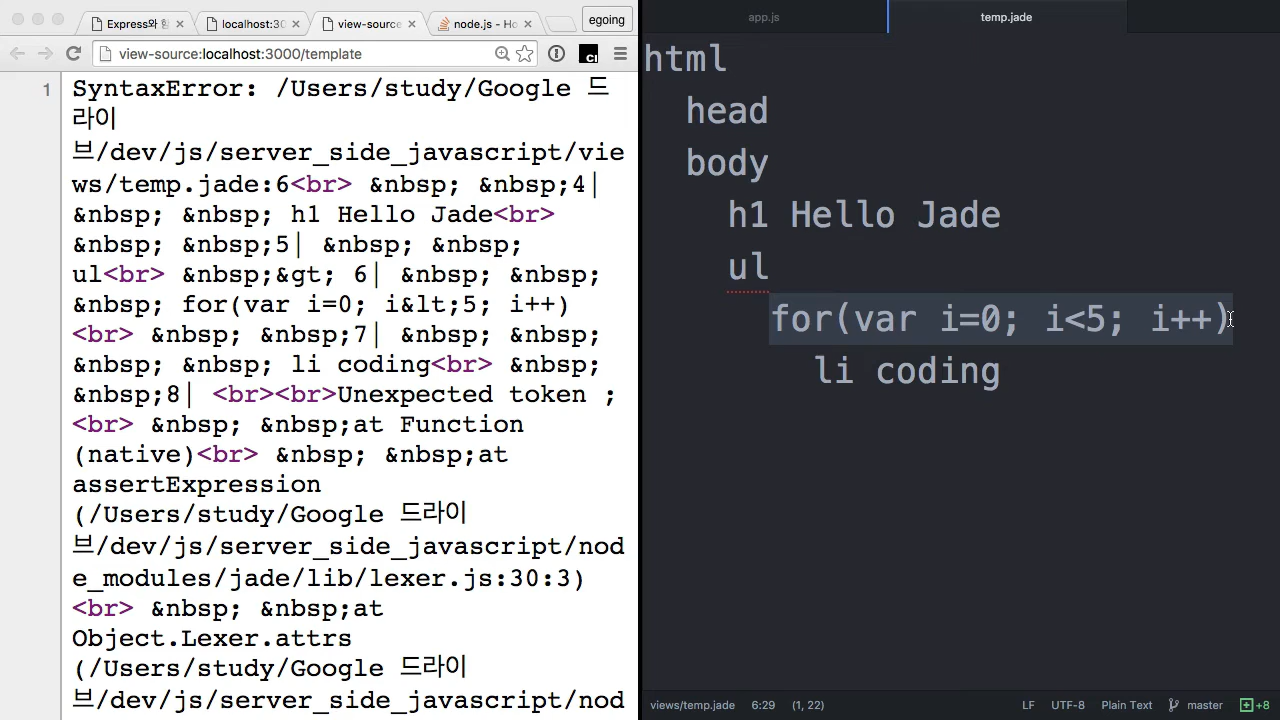 Express와
localhost:30
view-source
node.js - Ho
egoing
view-source:localhost:3000/template
1
SyntaxError: /Users/study/Google 드
라이
브/dev/js/server_side_javascript/vie
ws/temp.jade:6<br> &nbsp; &nbsp;4|
&nbsp; &nbsp; h1 Hello Jade<br>
&nbsp; &nbsp;5| &nbsp; &nbsp;
ul<br> &nbsp;&gt; 6| &nbsp; &nbsp;
&nbsp; for(var i=0; i&lt;5; i++)
<br> &nbsp; &nbsp;7| &nbsp; &nbsp;
&nbsp; &nbsp; li coding<br> &nbsp;
&nbsp;8| <br><br>Unexpected token ;
<br> &nbsp; &nbsp;at Function
(native)<br> &nbsp; &nbsp;at
assertExpression
(/Users/study/Google 드라이
브/dev/js/server_side_javascript/nod
e_modules/jade/lib/lexer.js:30:3)
<br> &nbsp; &nbsp;at
Object.Lexer.attrs
(/Users/study/Google 드라이
브/dev/js/server_side_javascript/nod
app.js
temp.jade
html
head
body
h1 Hello Jade
ul
for(var i=0; i<5; i++)
li coding
views/temp.jade 6:29 (1, 22) LF UTF-8 Plain Text master +8